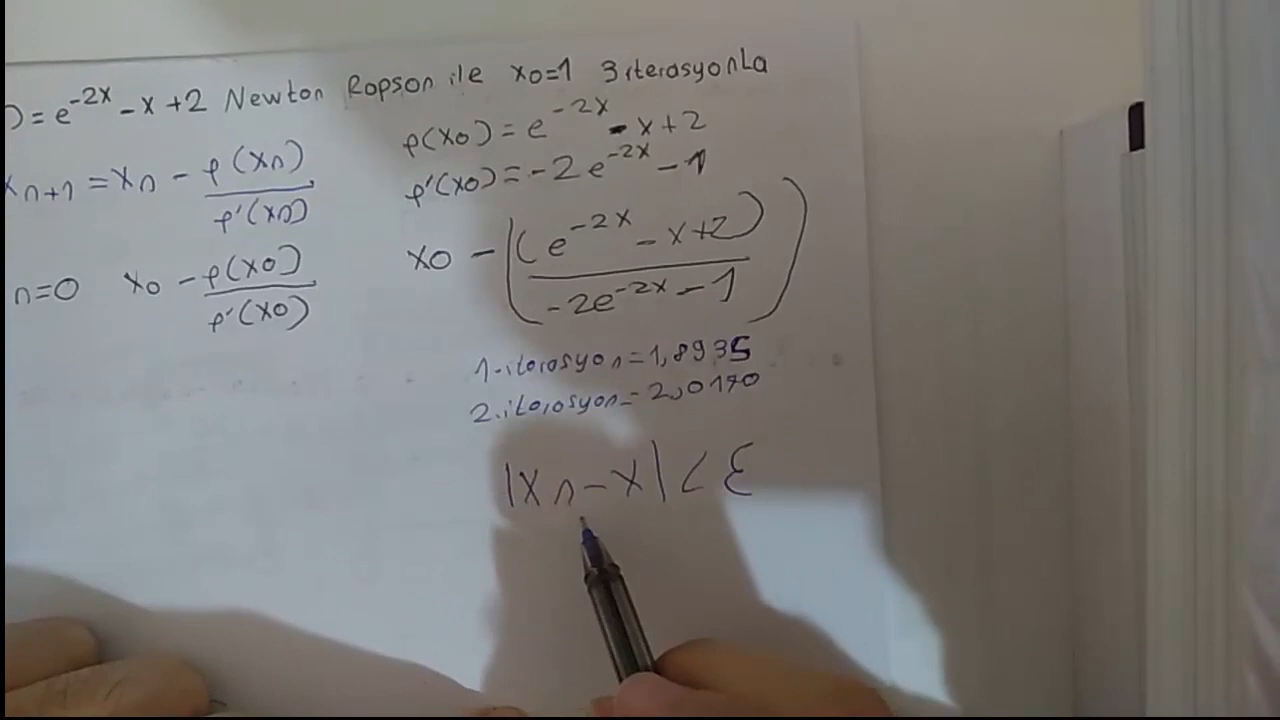 ) = e^-2x - x + 2 Newton Rapson ile x0=1 3 iterasyonla
xn+1 = xn - f(xn) / f'(xn)
n=0 x0 - f(x0) / f'(x0)
f(x0) = e^-2x - x + 2
f'(x0) = -2e^-2x - 1
x0 - ( (e^-2x - x + 2) / -2e^-2x - 1 )
1.iterasyon = 1,8935
2.iterasyon = 2,0170
|xn - x| < ε